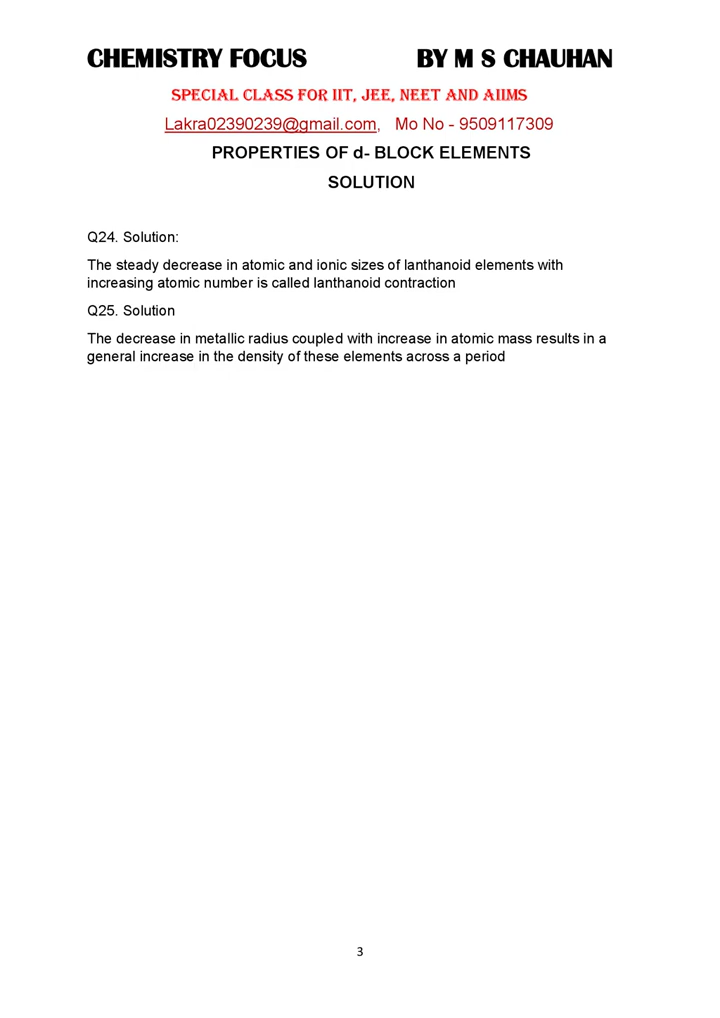 CHEMISTRY FOCUS BY M S CHAUHAN
SPECIAL CLASS FOR IIT, JEE, NEET AND AIIMS
Lakra02390239@gmail.com, Mo No - 9509117309
PROPERTIES OF d- BLOCK ELEMENTS
SOLUTION
Q24. Solution:
The steady decrease in atomic and ionic sizes of lanthanoid elements with
increasing atomic number is called lanthanoid contraction
Q25. Solution
The decrease in metallic radius coupled with increase in atomic mass results in a
general increase in the density of these elements across a period
3